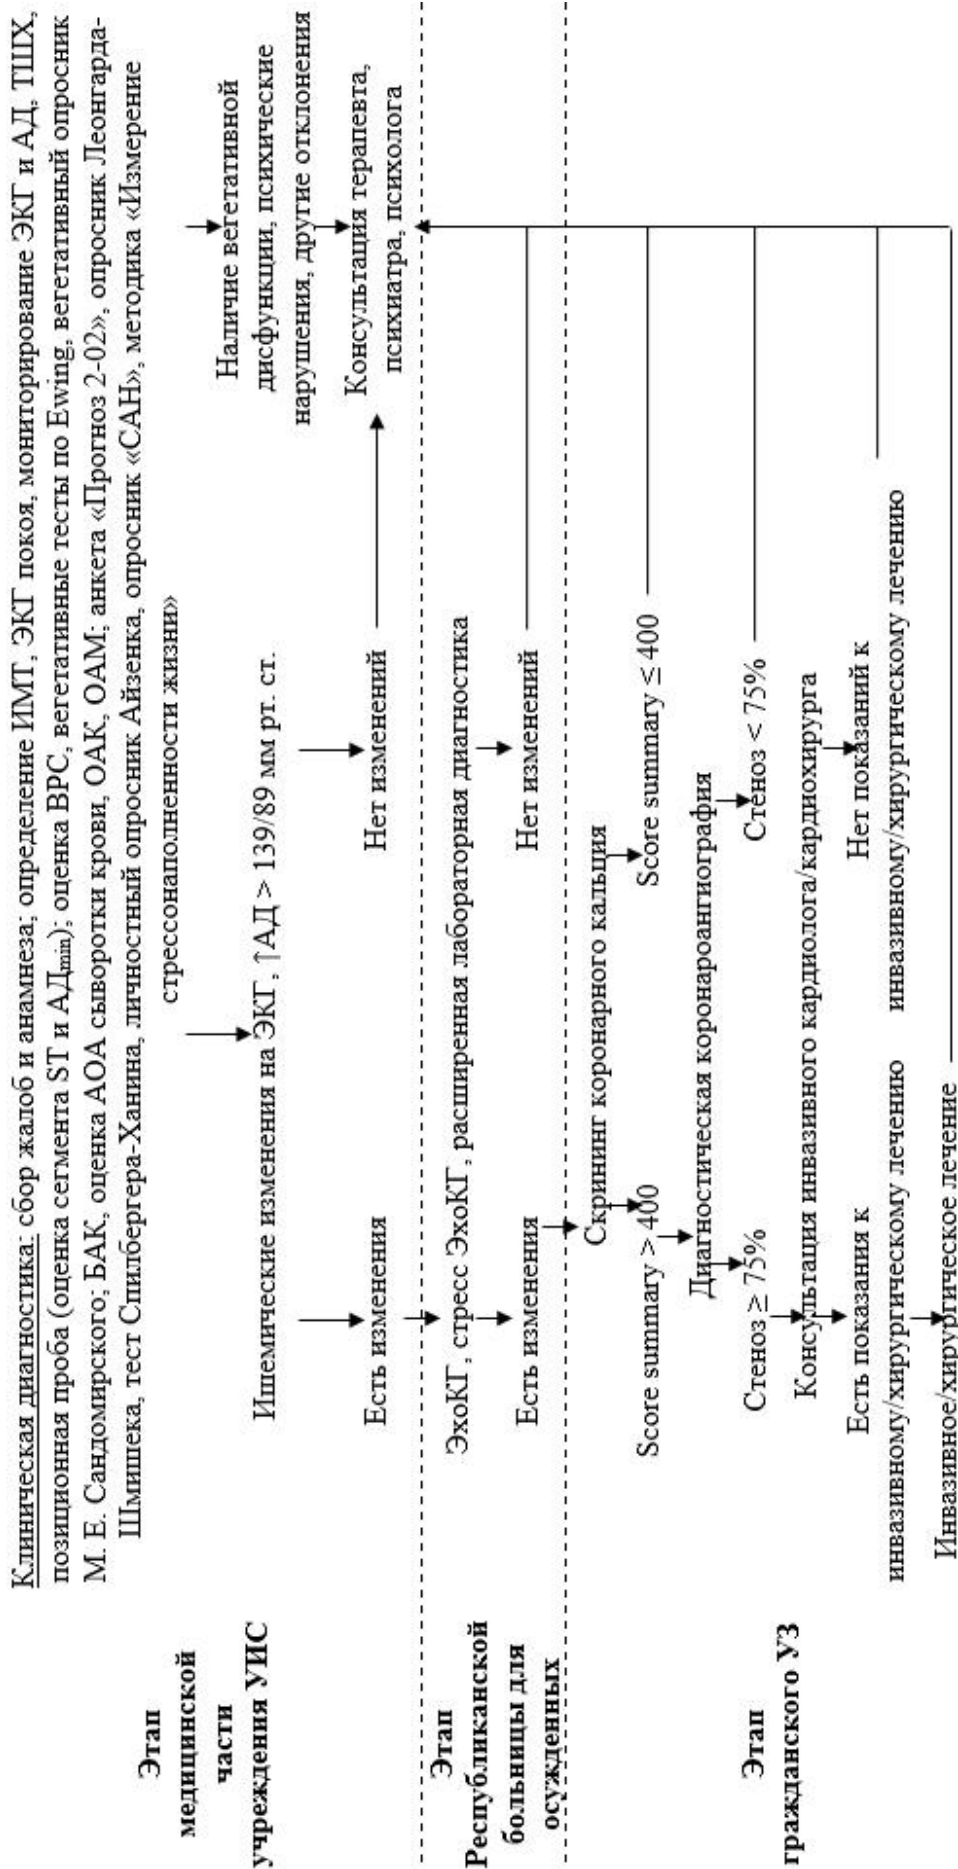 Клиническая диагностика: сбор жалоб и анамнеза; определение ИМТ, ЭКГ покоя, мониторирование ЭКГ и АД, ТШХ,
позиционная проба (оценка сегмента ST и АДmin); оценка ВРС, вегетативные тесты по Ewing, вегетативный опросник
М. Е. Сандомирского; БАК, оценка АОА сыворотки крови, ОАК, ОАМ; анкета «Прогноз 2-02», опросник Леонгарда-
Шмишека, тест Спилбергера-Ханина, личностный опросник Айзенка, опросник «САН», методика «Измерение
стрессонаполненности жизни»
Этап
медицинской
части
учреждения УИС
Ишемические изменения на ЭКГ, ↑АД > 139/89 мм рт. ст.
Наличие вегетативной
дисфункции, психические
нарушения, другие отклонения
Есть изменения
Нет изменений
Консультация терапевта,
психиатра, психолога
Этап
Республиканской
больницы для
осужденных
ЭхоКГ, стресс ЭхоКГ, расширенная лабораторная диагностика
Есть изменения
Нет изменений
Этап
гражданского УЗ
Скрининг коронарного кальция
Score summary > 400
Score summary ≤ 400
Диагностическая коронароангиография
Стеноз ≥ 75%
Стеноз < 75%
Консультация инвазивного кардиолога/кардиохирурга
Есть показания к
инвазивному/хирургическому лечению
Нет показаний к
инвазивному/хирургическому лечению
Инвазивное/хирургическое лечение